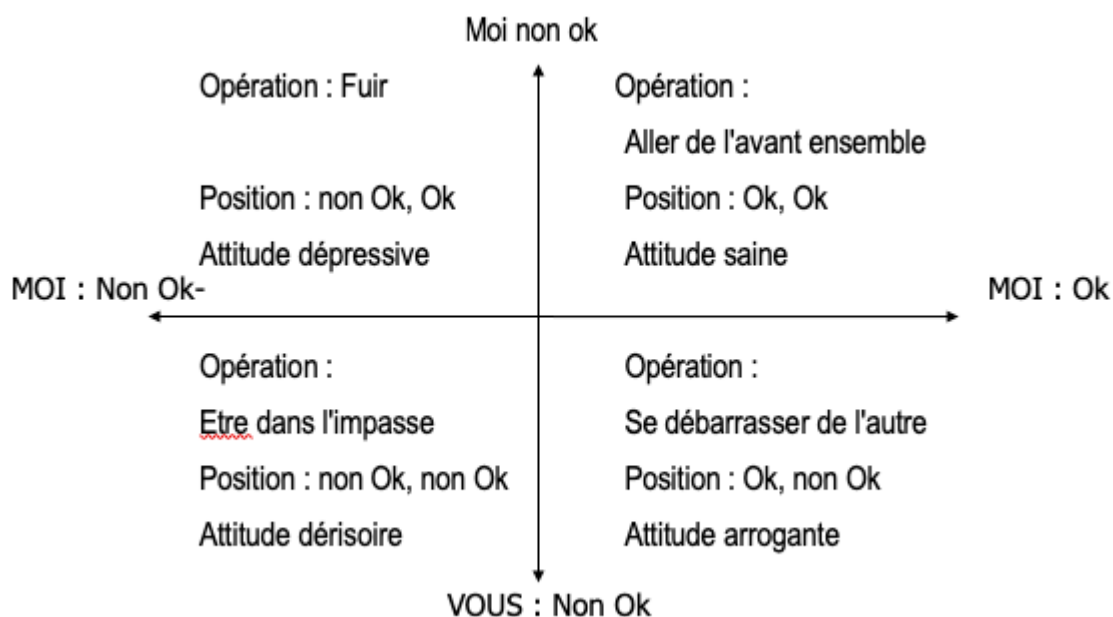 Moi non ok
Opération : Fuir
Opération :
Aller de l'avant ensemble
Position : non Ok, Ok
Position : Ok, Ok
Attitude dépressive
Attitude saine
MOI : Non Ok-
MOI : Ok
Opération :
Opération :
Etre dans l'impasse
Se débarrasser de l'autre
Position : non Ok, non Ok
Position : Ok, non Ok
Attitude dérisoire
Attitude arrogante
VOUS : Non Ok